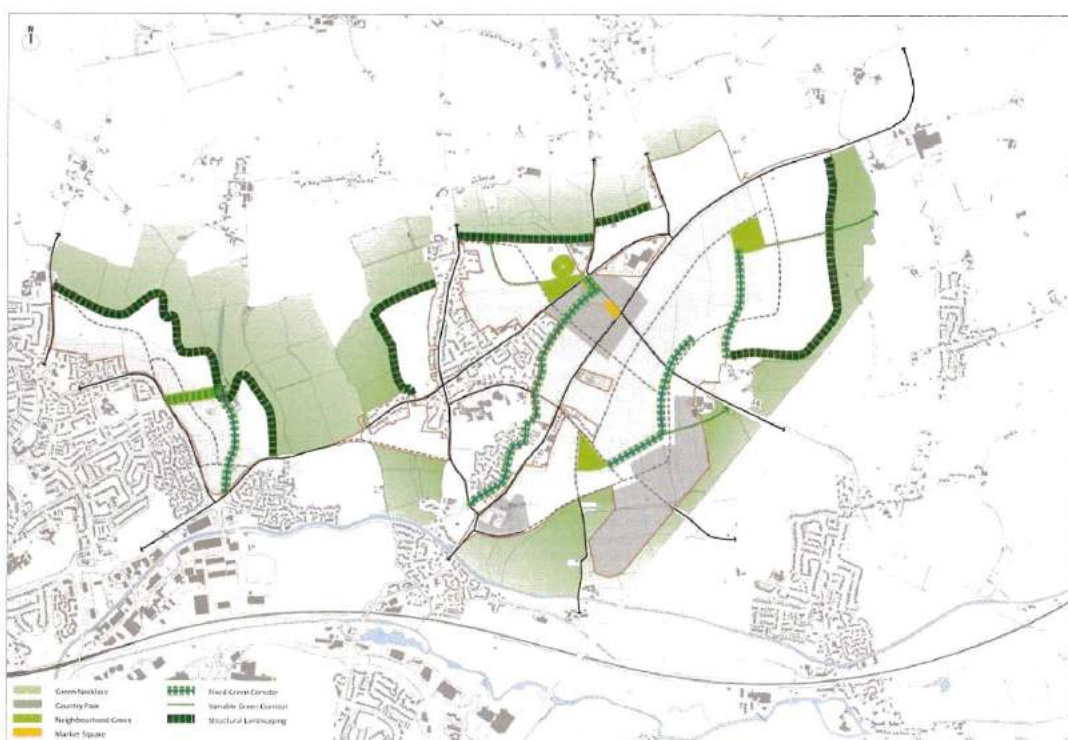 N
Green Necklace
Country Park
Neighbourhood Green
Market Square
Fixed Green Corridor
Variable Green Corridor
Structural Landscaping